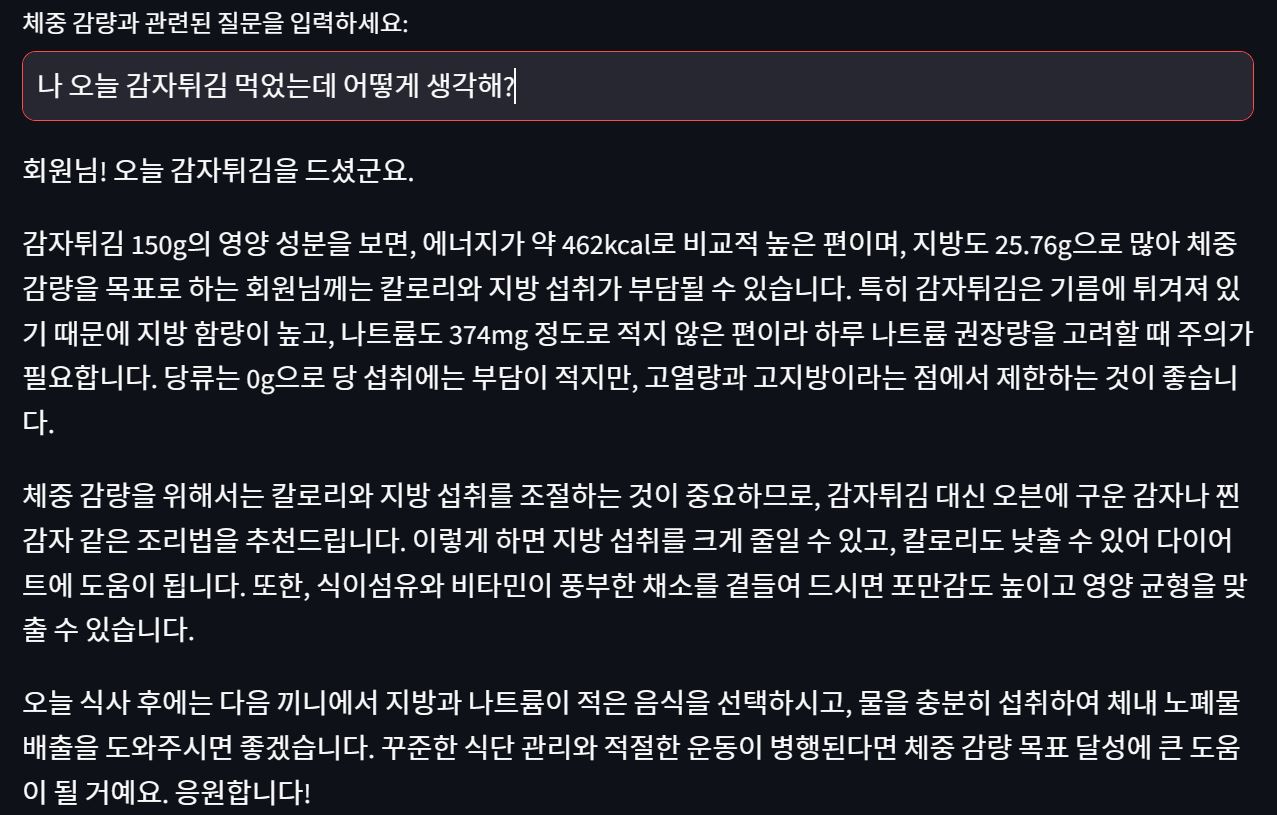 체중 감량과 관련된 질문을 입력하세요:
나 오늘 감자튀김 먹었는데 어떻게 생각해?
회원님! 오늘 감자튀김을 드셨군요.
감자튀김 150g의 영양 성분을 보면, 에너지가 약 462kcal로 비교적 높은 편이며, 지방도 25.76g으로 많아 체중
감량을 목표로 하는 회원님께는 칼로리와 지방 섭취가 부담될 수 있습니다. 특히 감자튀김은 기름에 튀겨져 있
기 때문에 지방 함량이 높고, 나트륨도 374mg 정도로 적지 않은 편이라 하루 나트륨 권장량을 고려할 때 주의가
필요합니다. 당류는 0g으로 당 섭취에는 부담이 적지만, 고열량과 고지방이라는 점에서 제한하는 것이 좋습니
다.
체중 감량을 위해서는 칼로리와 지방 섭취를 조절하는 것이 중요하므로, 감자튀김 대신 오븐에 구운 감자나 찐
감자 같은 조리법을 추천드립니다. 이렇게 하면 지방 섭취를 크게 줄일 수 있고, 칼로리도 낮출 수 있어 다이어
트에 도움이 됩니다. 또한, 식이섬유와 비타민이 풍부한 채소를 곁들여 드시면 포만감도 높이고 영양 균형을 맞
출 수 있습니다.
오늘 식사 후에는 다음 끼니에서 지방과 나트륨이 적은 음식을 선택하시고, 물을 충분히 섭취하여 체내 노폐물
배출을 도와주시면 좋겠습니다. 꾸준한 식단 관리와 적절한 운동이 병행된다면 체중 감량 목표 달성에 큰 도움
이 될 거예요. 응원합니다!